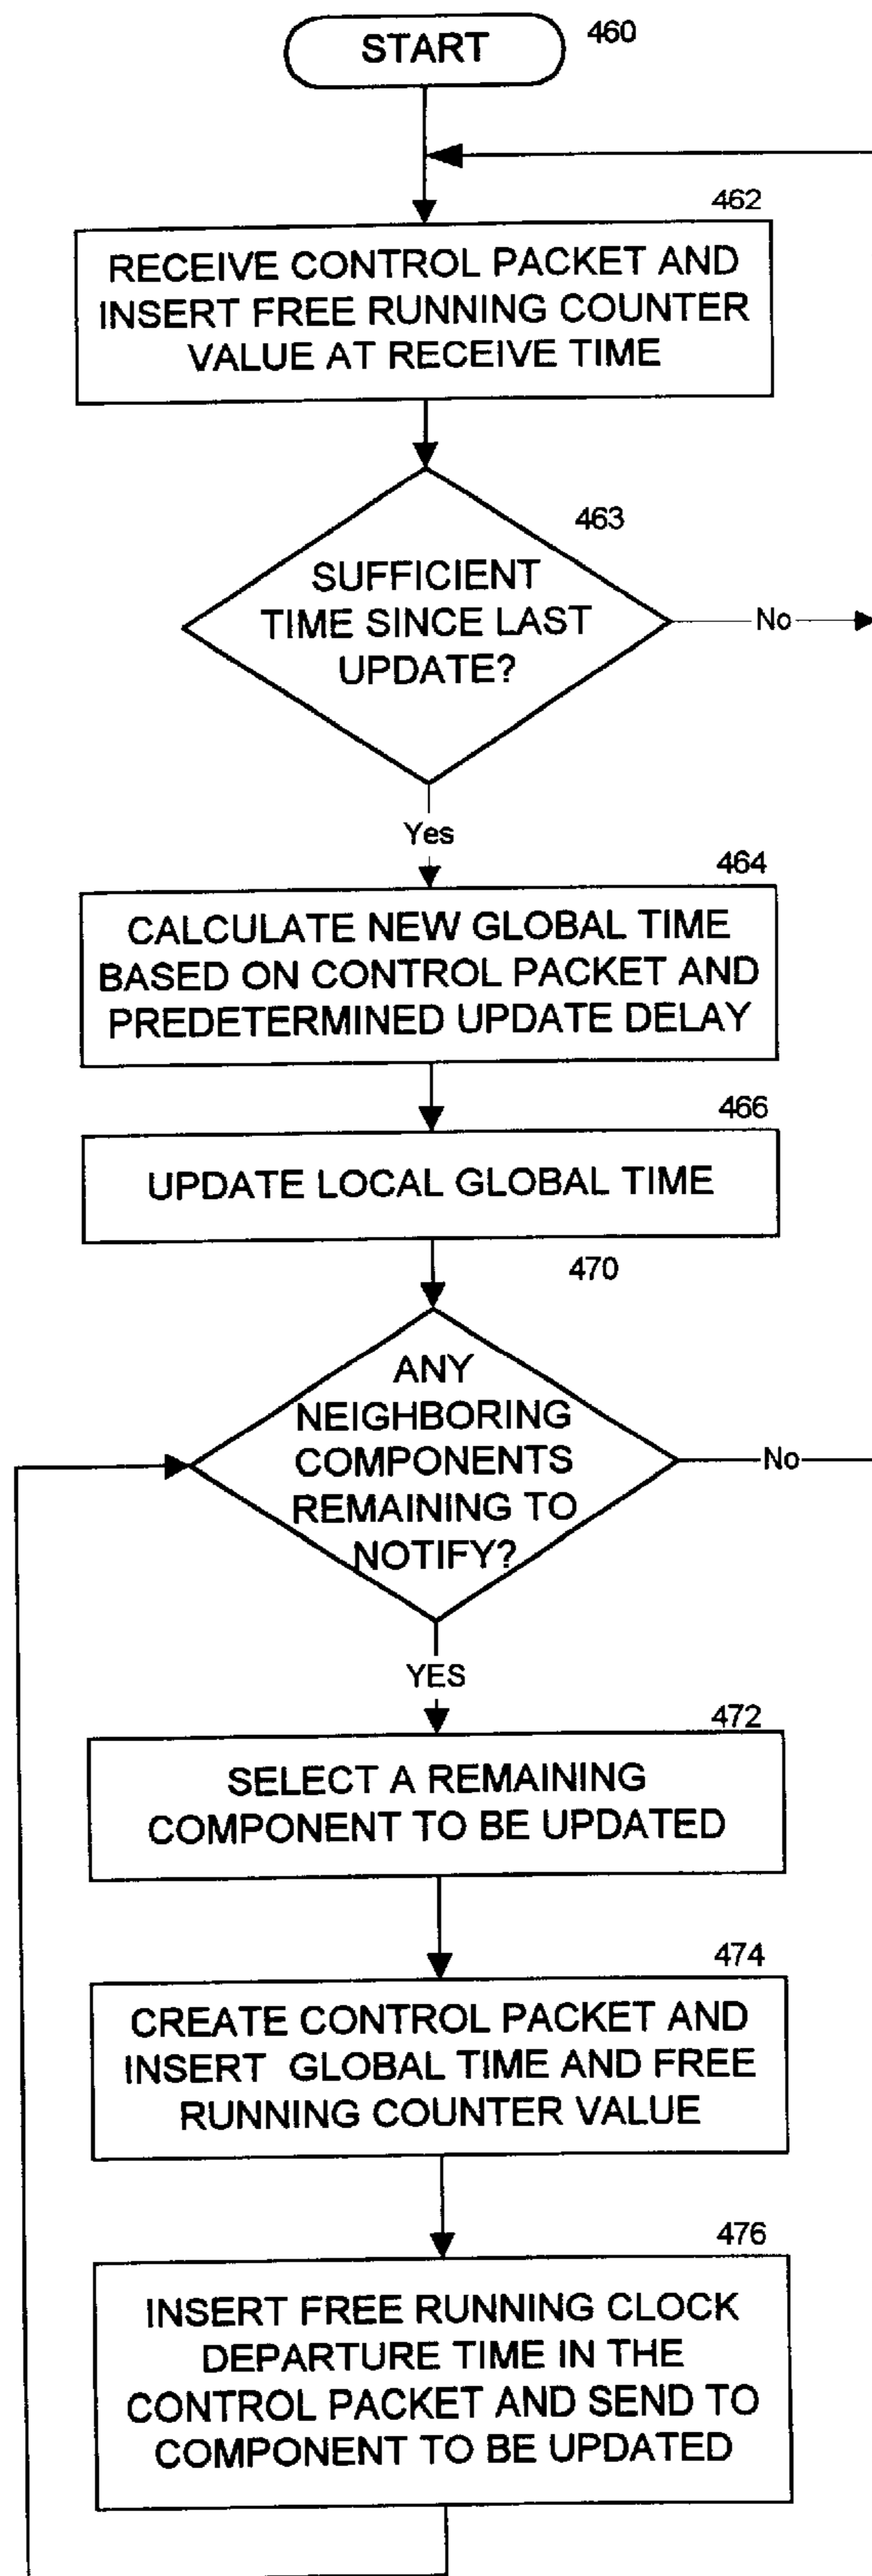 START
460
462
RECEIVE CONTROL PACKET AND
INSERT FREE RUNNING COUNTER
VALUE AT RECEIVE TIME
463
SUFFICIENT
TIME SINCE LAST
UPDATE?
No
Yes
464
CALCULATE NEW GLOBAL TIME
BASED ON CONTROL PACKET AND
PREDETERMINED UPDATE DELAY
466
UPDATE LOCAL GLOBAL TIME
470
ANY
NEIGHBORING
COMPONENTS
REMAINING TO
NOTIFY?
No
YES
472
SELECT A REMAINING
COMPONENT TO BE UPDATED
474
CREATE CONTROL PACKET AND
INSERT GLOBAL TIME AND FREE
RUNNING COUNTER VALUE
476
INSERT FREE RUNNING CLOCK
DEPARTURE TIME IN THE
CONTROL PACKET AND SEND TO
COMPONENT TO BE UPDATED